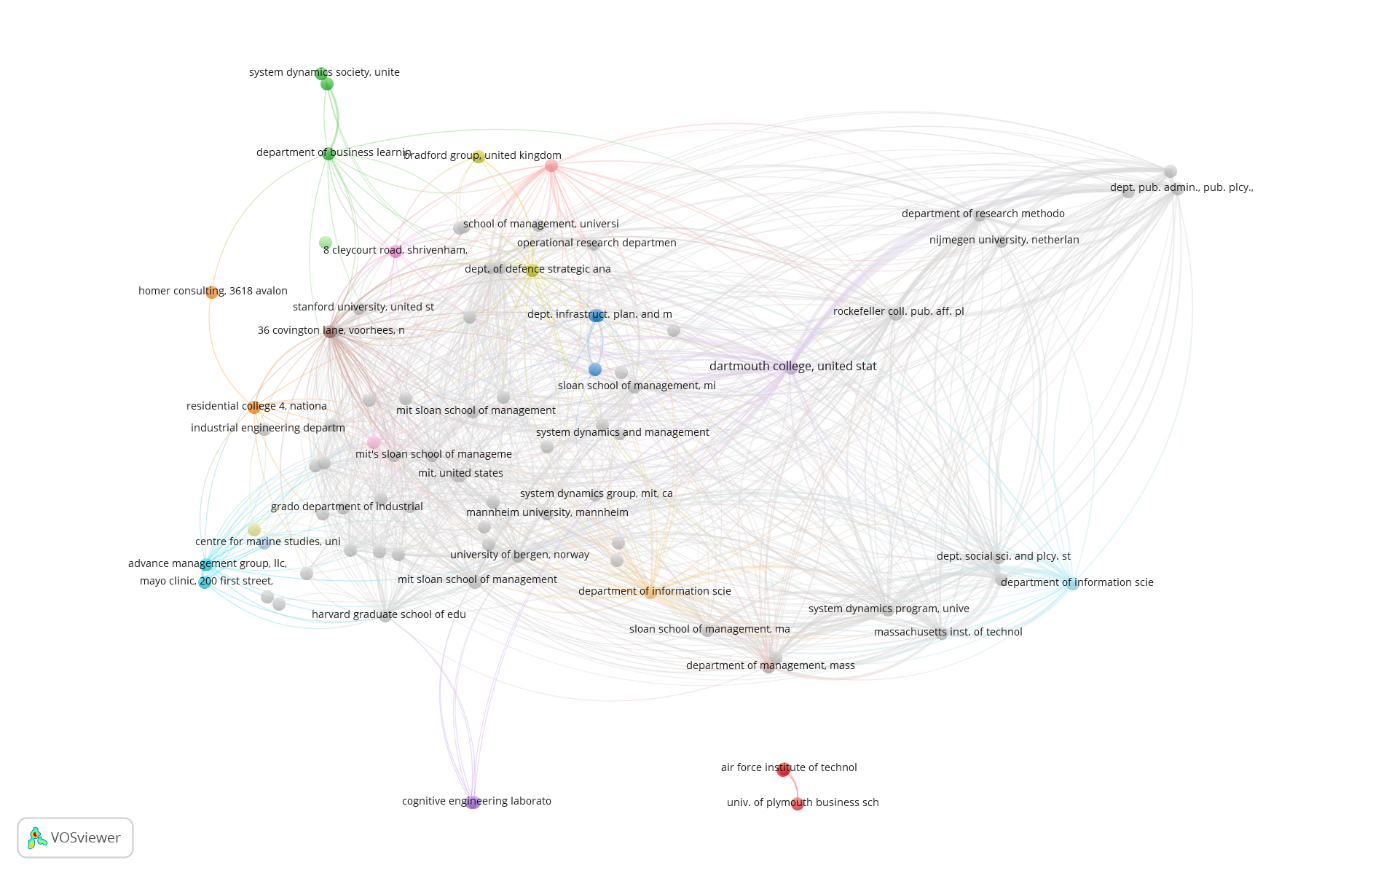 system dynamics society, unite
department of business learnin
bradford group, united kingdom
dept. pub. admin., pub. plcy.,
department of research methodo
school of management, universi
nijmegen university, netherlan
operational research departmen
8 cleycourt road, shrivenham,
dept. of defence strategic ana
homer consulting, 3618 avalon
stanford university, united st
rockefeller coll. pub. aff. pl
dept. infrastruct. plan. and m
36 covington lane, voorhees, n
dartmouth college, united stat
sloan school of management, mi
residential college 4, nationa
mit sloan school of management
industrial engineering departm
system dynamics and management
mit's sloan school of manageme
mit, united states
system dynamics group, mit, ca
grado department of industrial
mannheim university, mannheim
centre for marine studies, uni
university of bergen, norway
dept. social sci. and plcy. st
advance management group, llc,
mayo clinic, 200 first street,
mit sloan school of management
department of information scie
department of information scie
harvard graduate school of edu
system dynamics program, unive
sloan school of management, ma
massachusetts inst. of technol
department of management, mass
air force institute of technol
cognitive engineering laborato
univ. of plymouth business sch
VOSviewer